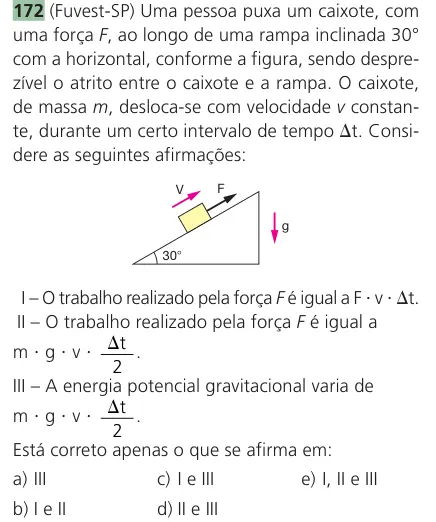 172 (Fuvest-SP) Uma pessoa puxa um caixote, com
uma força F, ao longo de uma rampa inclinada 30°
com a horizontal, conforme a figura, sendo despre-
zível o atrito entre o caixote e a rampa. O caixote,
de massa m, desloca-se com velocidade v constan-
te, durante um certo intervalo de tempo Δt. Consi-
dere as seguintes afirmações:
V F
g
30°
I – O trabalho realizado pela força F é igual a F · v · Δt.
II – O trabalho realizado pela força F é igual a
m · g · v · Δt/2.
III – A energia potencial gravitacional varia de
m · g · v · Δt/2.
Está correto apenas o que se afirma em:
a) III c) I e III e) I, II e III
b) I e II d) II e III